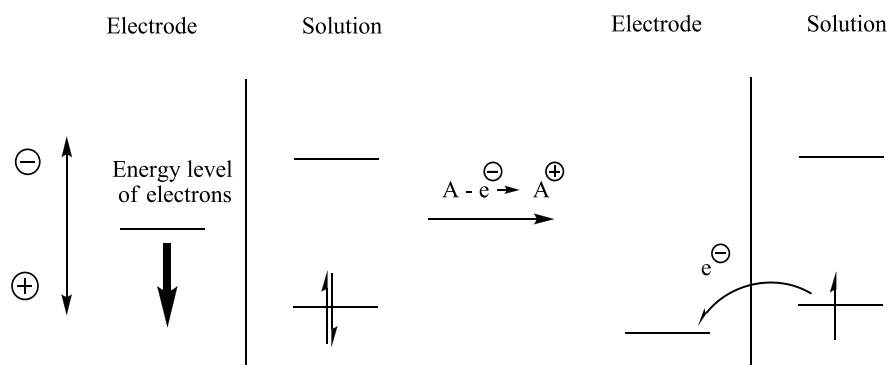 Electrode Solution Electrode Solution
⊖
Energy level
of electrons
A - e⊖ → A⊕
⊕
e⊖